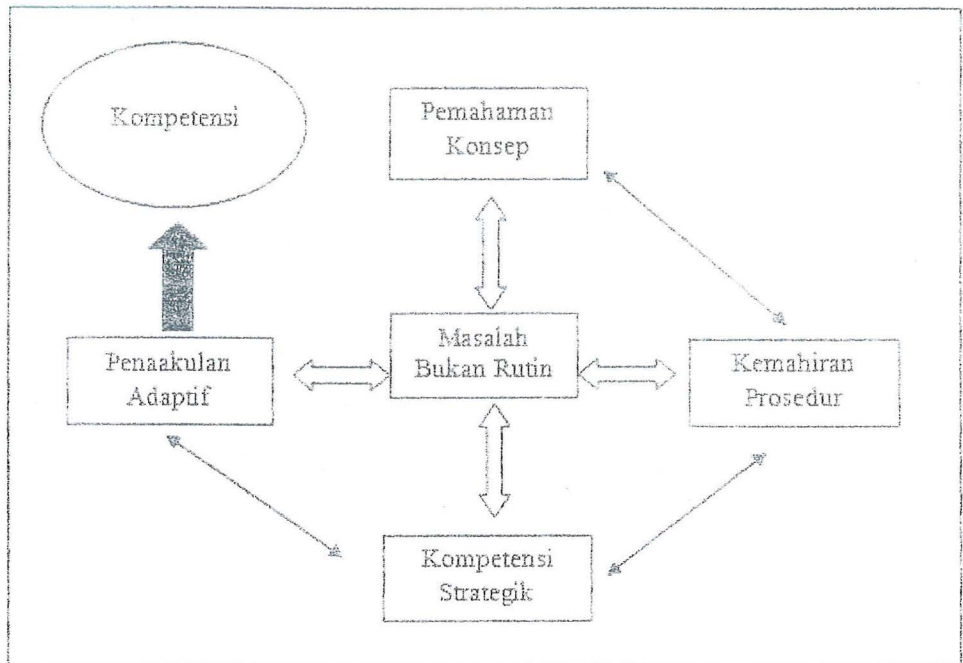 Kompetensi
Pemahaman
Konsep
Masalah
Bukan Rutin
Penaakulan
Adaptif
Kemahiran
Prosedur
Kompetensi
Strategik